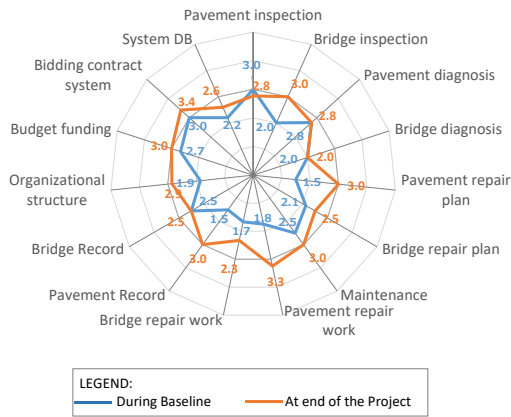 Pavement inspection
System DB
Bridge inspection
Bidding contract
system
Pavement diagnosis
Budget funding
Bridge diagnosis
Organizational
structure
Pavement repair
plan
Bridge Record
Bridge repair plan
Pavement Record
Maintenance
Bridge repair work
Pavement repair
work
3.0
2.0
2.8
2.0
1.5
2.1
2.5
1.8
1.7
1.5
2.5
1.9
2.7
3.0
2.2
2.8
3.0
2.8
2.0
3.0
2.5
3.0
3.3
2.3
3.0
2.5
2.9
3.0
3.4
2.6
LEGEND:
During Baseline
At end of the Project